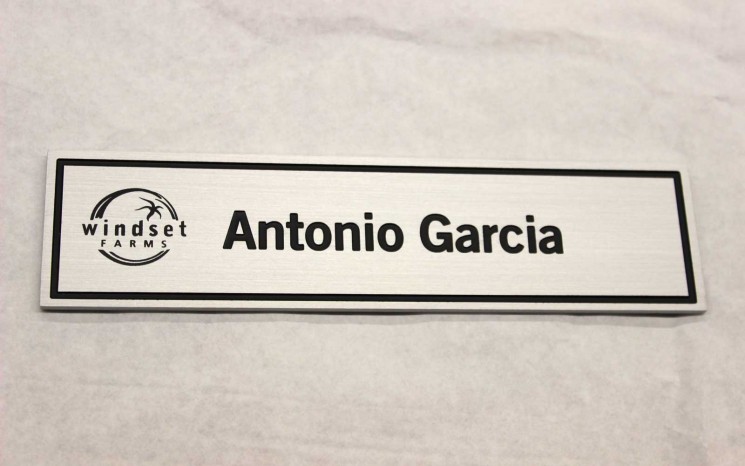 windset
FARMS
Antonio Garcia